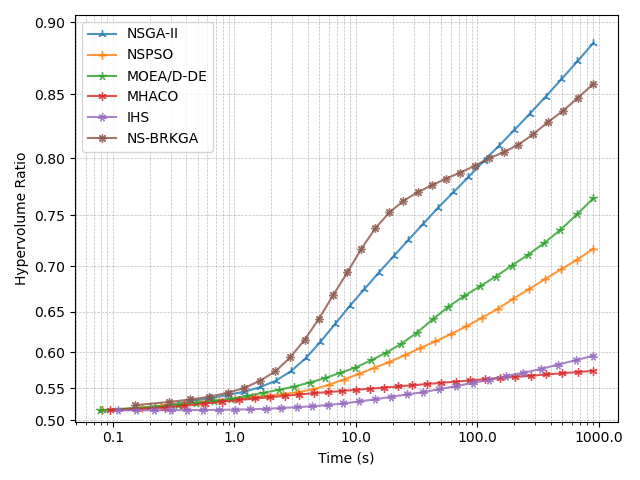 NSGA-II
NSPSO
MOEA/D-DE
MHACO
IHS
NS-BRKGA
Hypervolume Ratio
0.90
0.85
0.80
0.75
0.70
0.65
0.60
0.55
0.50
0.1 1.0 10.0 100.0 1000.0
Time (s)